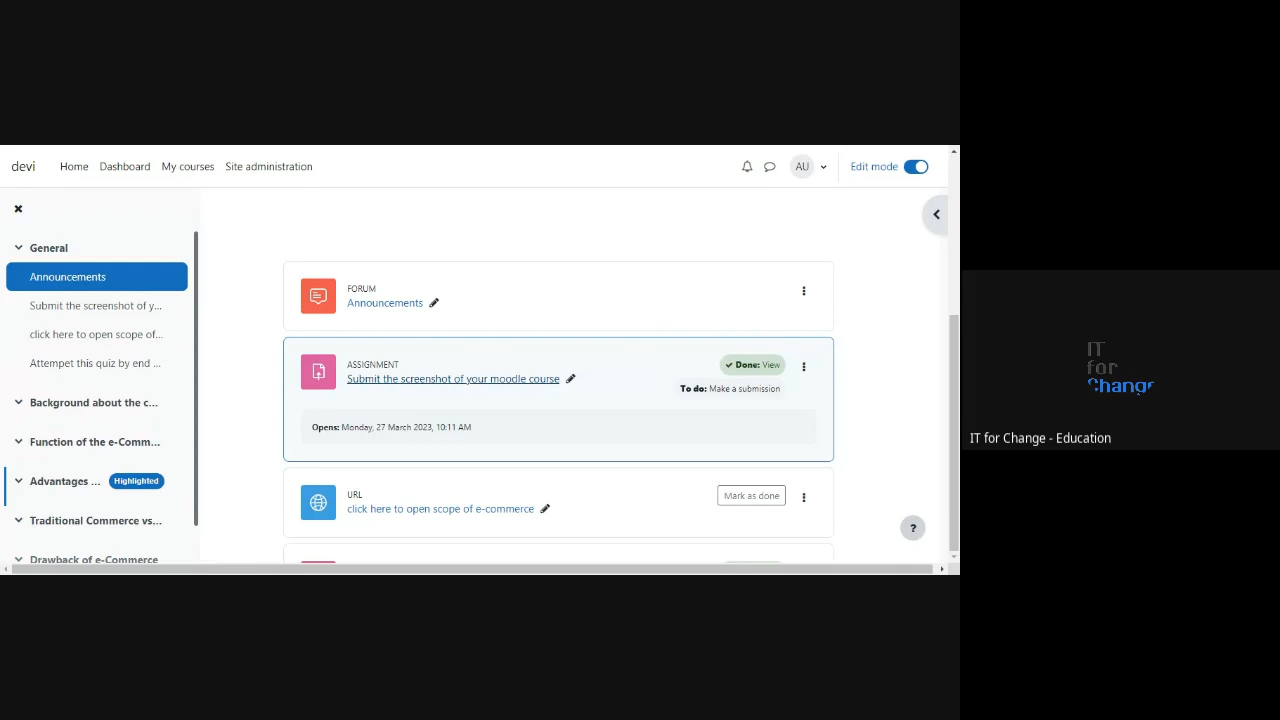 devi
Home
Dashboard
My courses
Site administration
AU
Edit mode
General
Announcements
Submit the screenshot of y...
click here to open scope of...
Attempet this quiz by end ...
Background about the c...
Function of the e-Comm...
Advantages ...
Highlighted
Traditional Commerce vs...
Drawback of e-Commerce
FORUM
Announcements
ASSIGNMENT
Submit the screenshot of your moodle course
Done: View
To do: Make a submission
Opens: Monday, 27 March 2023, 10:11 AM
URL
click here to open scope of e-commerce
Mark as done
?
IT
for
Change
IT for Change - Education